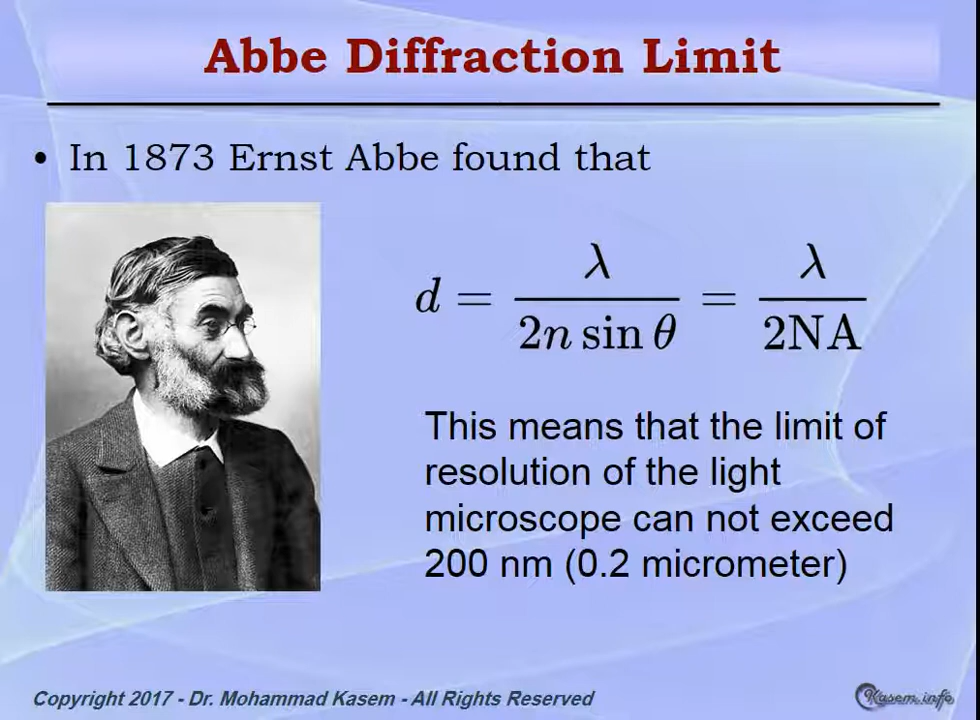 Abbe Diffraction Limit
• In 1873 Ernst Abbe found that
d = λ / (2n sin θ) = λ / (2NA)
This means that the limit of
resolution of the light
microscope can not exceed
200 nm (0.2 micrometer)
Copyright 2017 - Dr. Mohammad Kasem - All Rights Reserved
Kasem.info